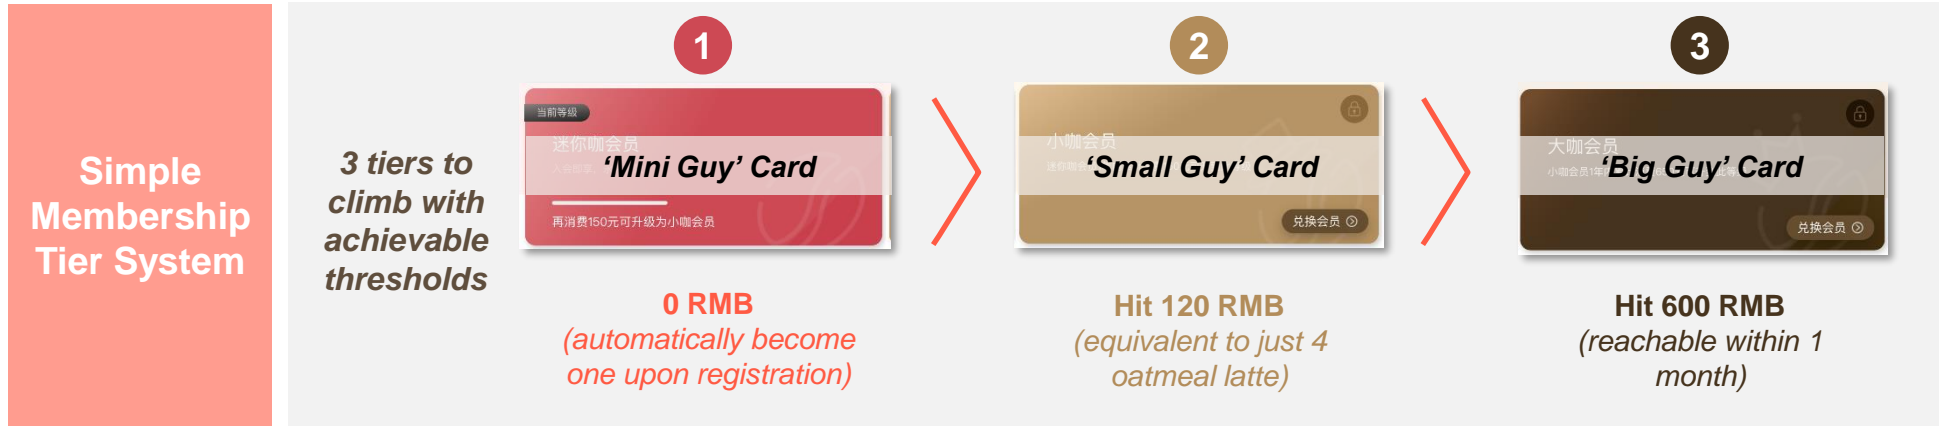 Simple
Membership
Tier System
3 tiers to
climb with
achievable
thresholds
1
当前等级
迷你咖会员
‘Mini Guy’ Card
再消费150元可升级为小咖会员
0 RMB
(automatically become
one upon registration)
2
小咖会员
‘Small Guy’ Card
兑换会员
Hit 120 RMB
(equivalent to just 4
oatmeal latte)
3
大咖会员
‘Big Guy’ Card
兑换会员
Hit 600 RMB
(reachable within 1
month)